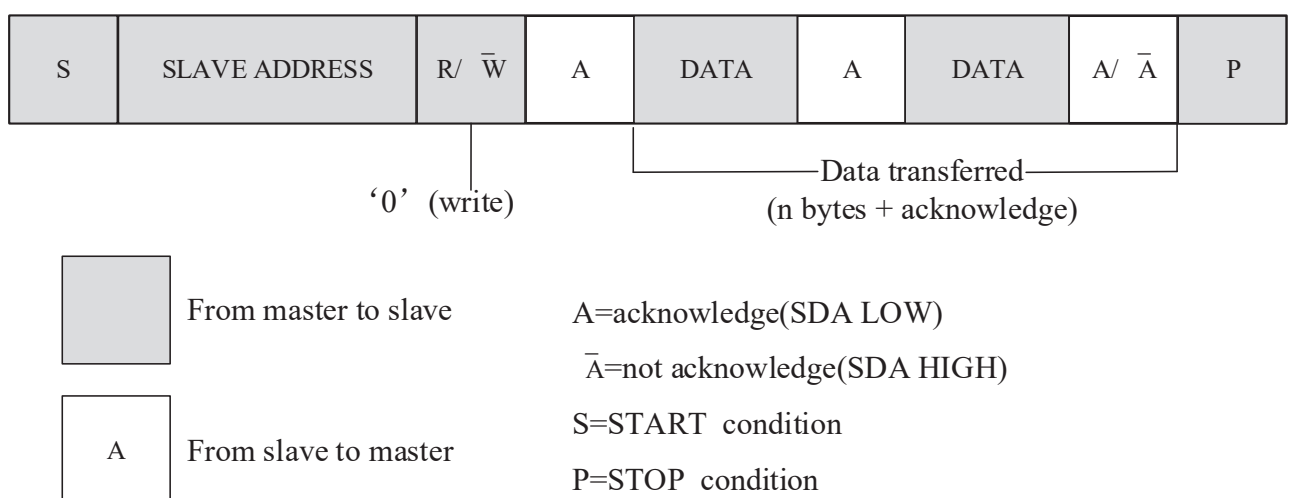 S SLAVE ADDRESS R/ W̅ A DATA A DATA A/ A̅ P
‘0’ (write)
Data transferred
(n bytes + acknowledge)
From master to slave
A=acknowledge(SDA LOW)
A̅=not acknowledge(SDA HIGH)
S=START condition
A From slave to master
P=STOP condition